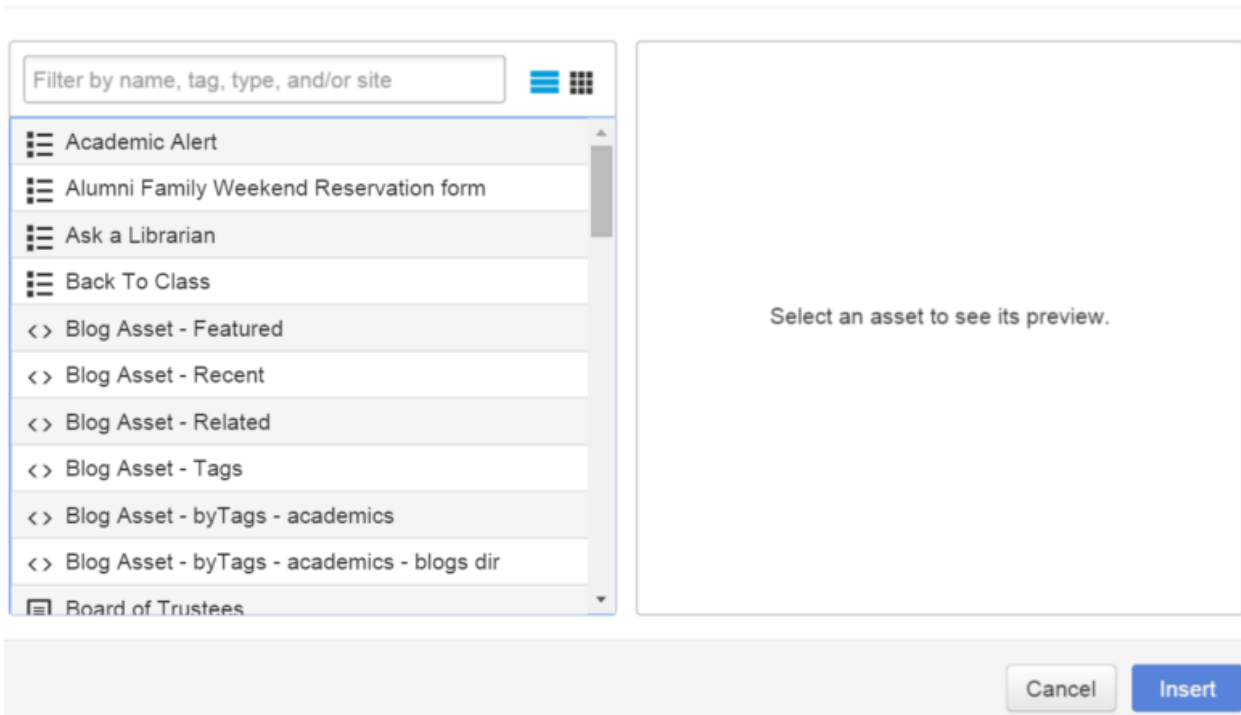 Filter by name, tag, type, and/or site
Academic Alert
Alumni Family Weekend Reservation form
Ask a Librarian
Back To Class
<> Blog Asset - Featured
<> Blog Asset - Recent
<> Blog Asset - Related
<> Blog Asset - Tags
<> Blog Asset - byTags - academics
<> Blog Asset - byTags - academics - blogs dir
Board of Trustees
Select an asset to see its preview.
Cancel
Insert